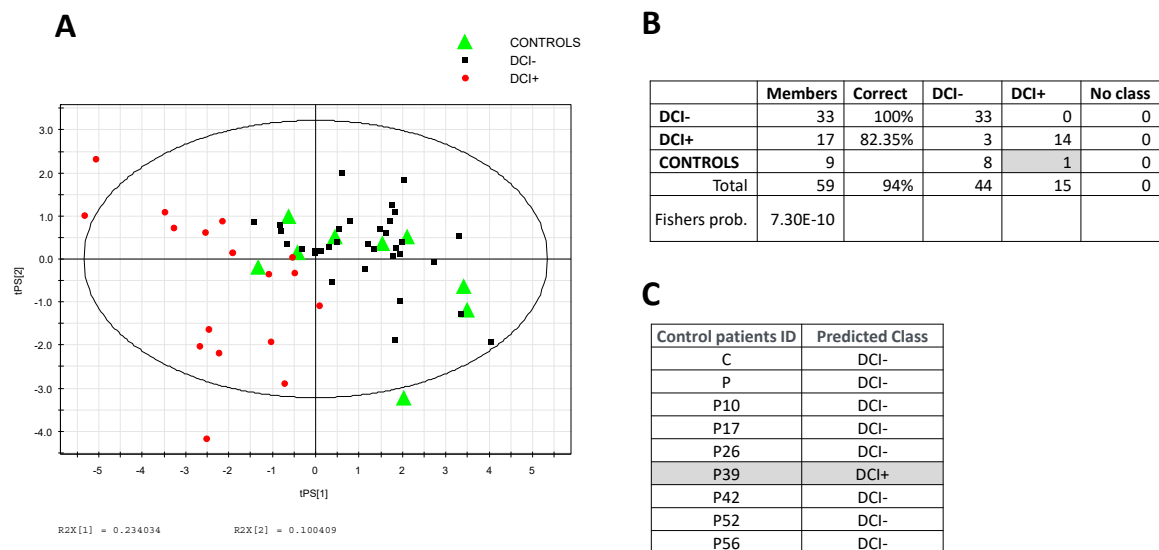 A
CONTROLS
DCI-
DCI+
tPS[2]
3.0
2.0
1.0
0.0
-1.0
-2.0
-3.0
-4.0
-5 -4 -3 -2 -1 0 1 2 3 4 5
tPS[1]
R2X[1] = 0.234034 R2X[2] = 0.100409
B
Members Correct DCI- DCI+ No class
DCI- 33 100% 33 0 0
DCI+ 17 82.35% 3 14 0
CONTROLS 9 8 1 0
Total 59 94% 44 15 0
Fishers prob. 7.30E-10
C
Control patients ID Predicted Class
C DCI-
P DCI-
P10 DCI-
P17 DCI-
P26 DCI-
P39 DCI+
P42 DCI-
P52 DCI-
P56 DCI-